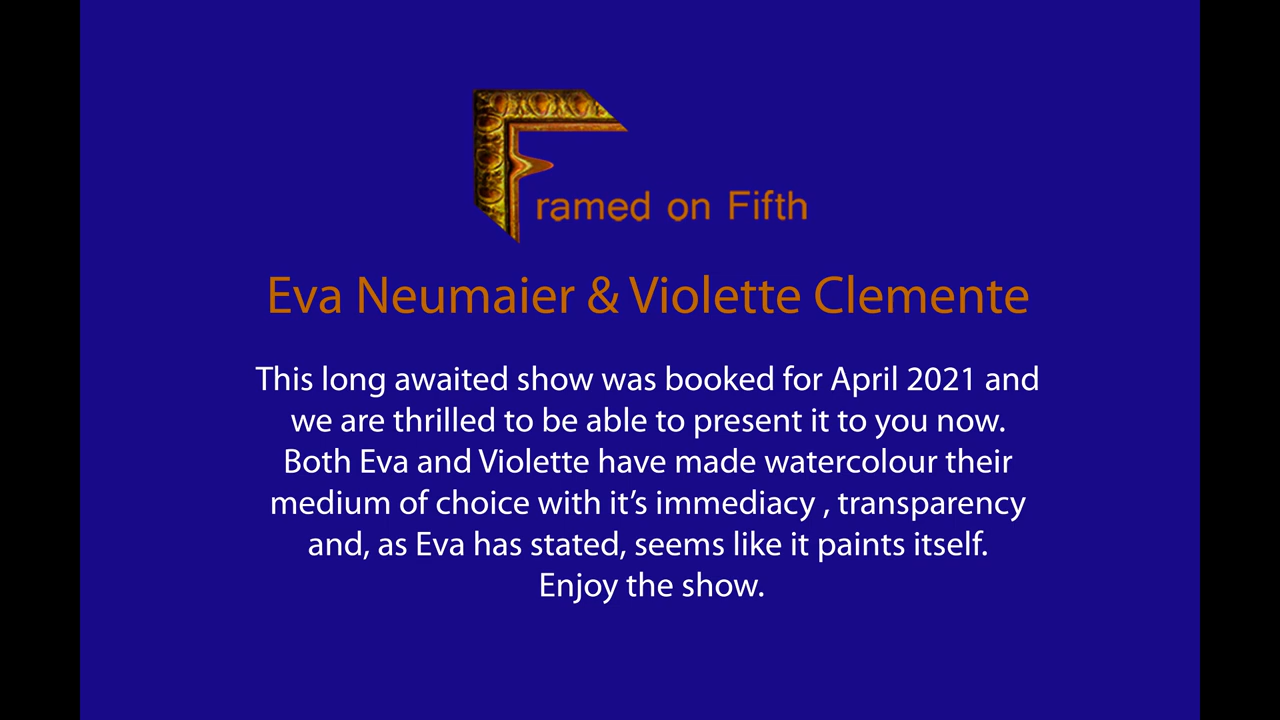 Framed on Fifth
Eva Neumaier & Violette Clemente
This long awaited show was booked for April 2021 and
we are thrilled to be able to present it to you now.
Both Eva and Violette have made watercolour their
medium of choice with it’s immediacy , transparency
and, as Eva has stated, seems like it paints itself.
Enjoy the show.